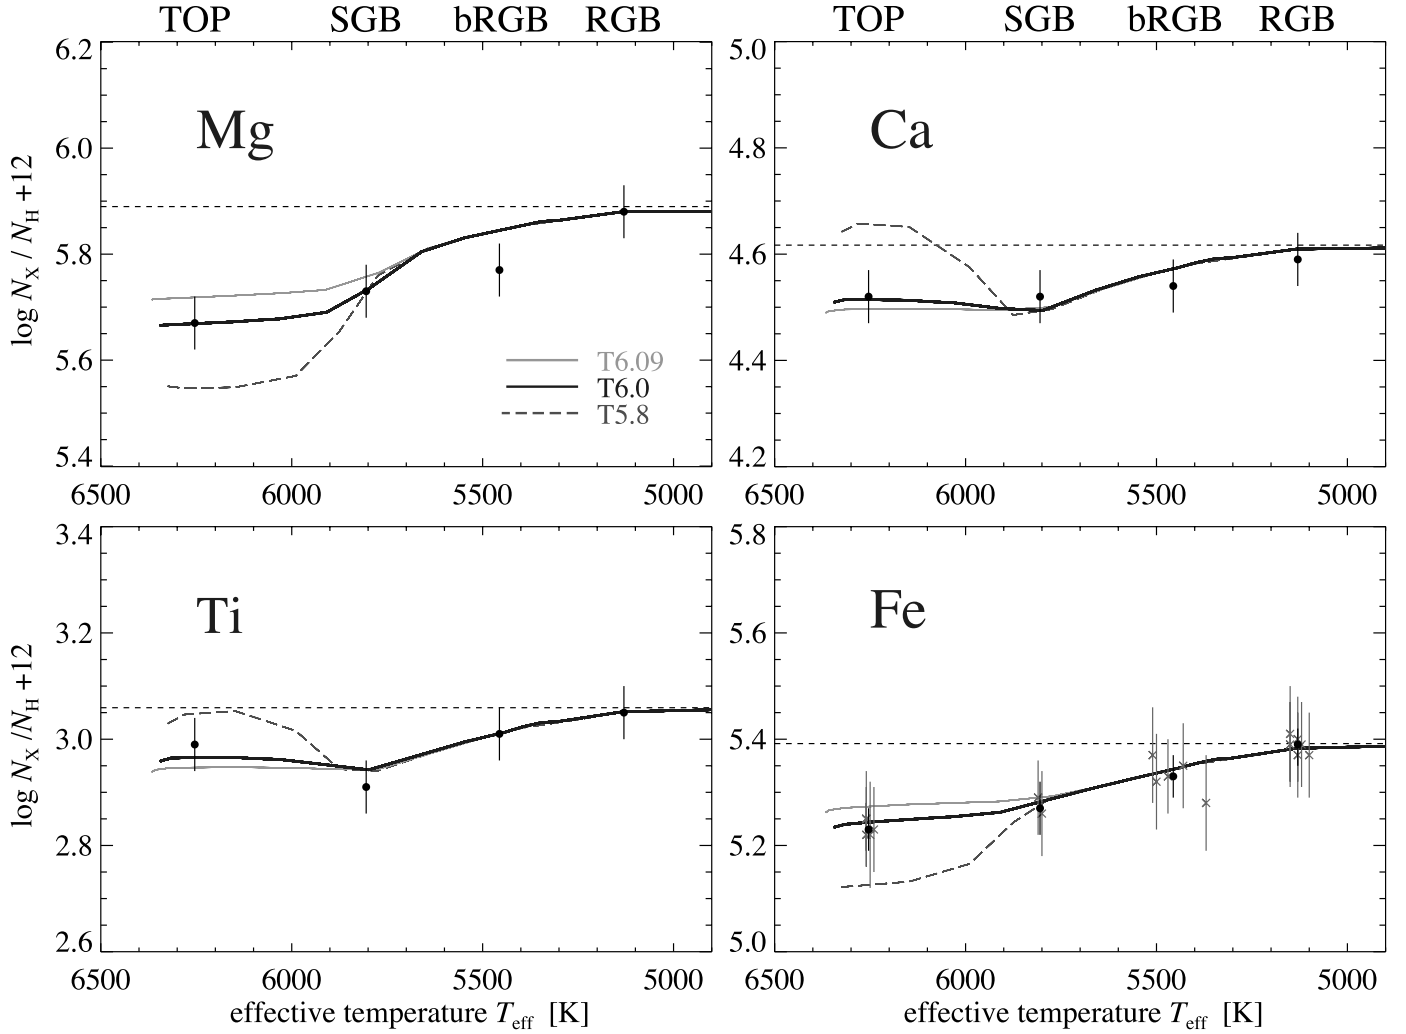 TOP SGB bRGB RGB
TOP SGB bRGB RGB
6.2
6.0
5.8
5.6
5.4
log N_X / N_H +12
Mg
T6.09
T6.0
T5.8
6500 6000 5500 5000
5.0
4.8
4.6
4.4
4.2
Ca
6500 6000 5500 5000
3.4
3.2
3.0
2.8
2.6
log N_X /N_H +12
Ti
6500 6000 5500 5000
effective temperature T_eff [K]
5.8
5.6
5.4
5.2
5.0
Fe
6500 6000 5500 5000
effective temperature T_eff [K]